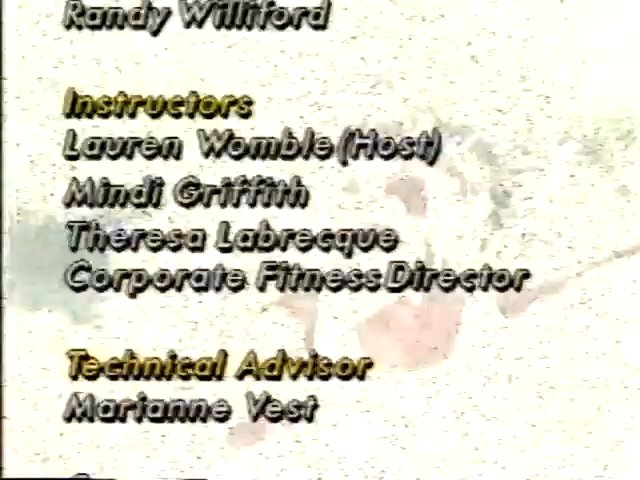 Randy Williford
Instructors
Lauren Womble (Host)
Mindi Griffith
Theresa Labrecque
Corporate Fitness Director
Technical Advisor
Marianne Vest